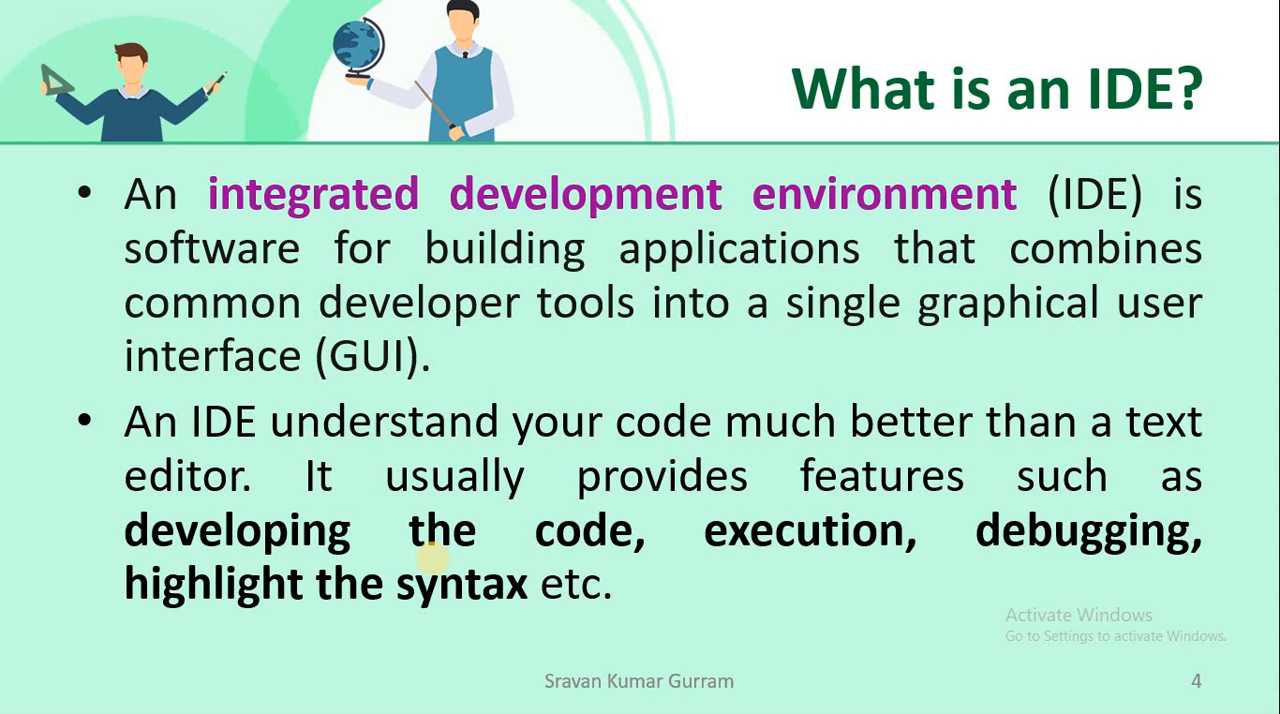 What is an IDE?
• An integrated development environment (IDE) is
software for building applications that combines
common developer tools into a single graphical user
interface (GUI).
• An IDE understand your code much better than a text
editor. It usually provides features such as
developing the code, execution, debugging,
highlight the syntax etc.
Activate Windows
Go to Settings to activate Windows.
Sravan Kumar Gurram
4